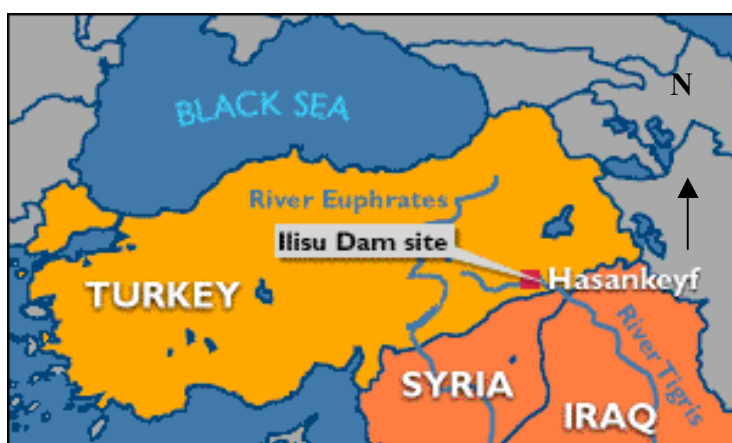 BLACK SEA
N
River Euphrates
Ilisu Dam site
Hasankeyf
TURKEY
River Tigris
SYRIA
IRAQ